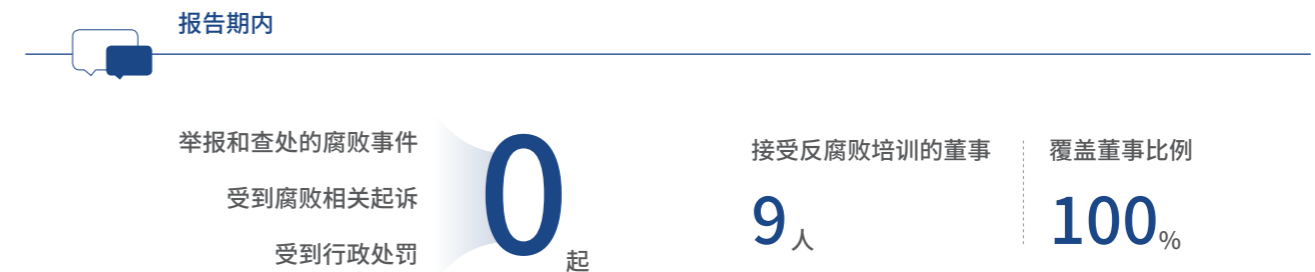 报告期内
举报和查处的腐败事件
受到腐败相关起诉
受到行政处罚
0起
接受反腐败培训的董事
9人
覆盖董事比例
100%